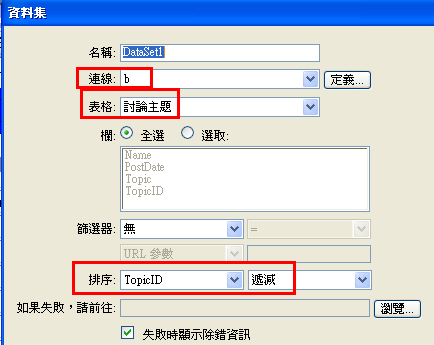 資料集
名稱: DataSet1
連線: b 定義...
表格: 討論主題
欄: 全選 選取:
Name
PostDate
Topic
TopicID
篩選器: 無 =
URL 參數
排序: TopicID 遞減
如果失敗，請前往: 瀏覽...
失敗時顯示除錯資訊